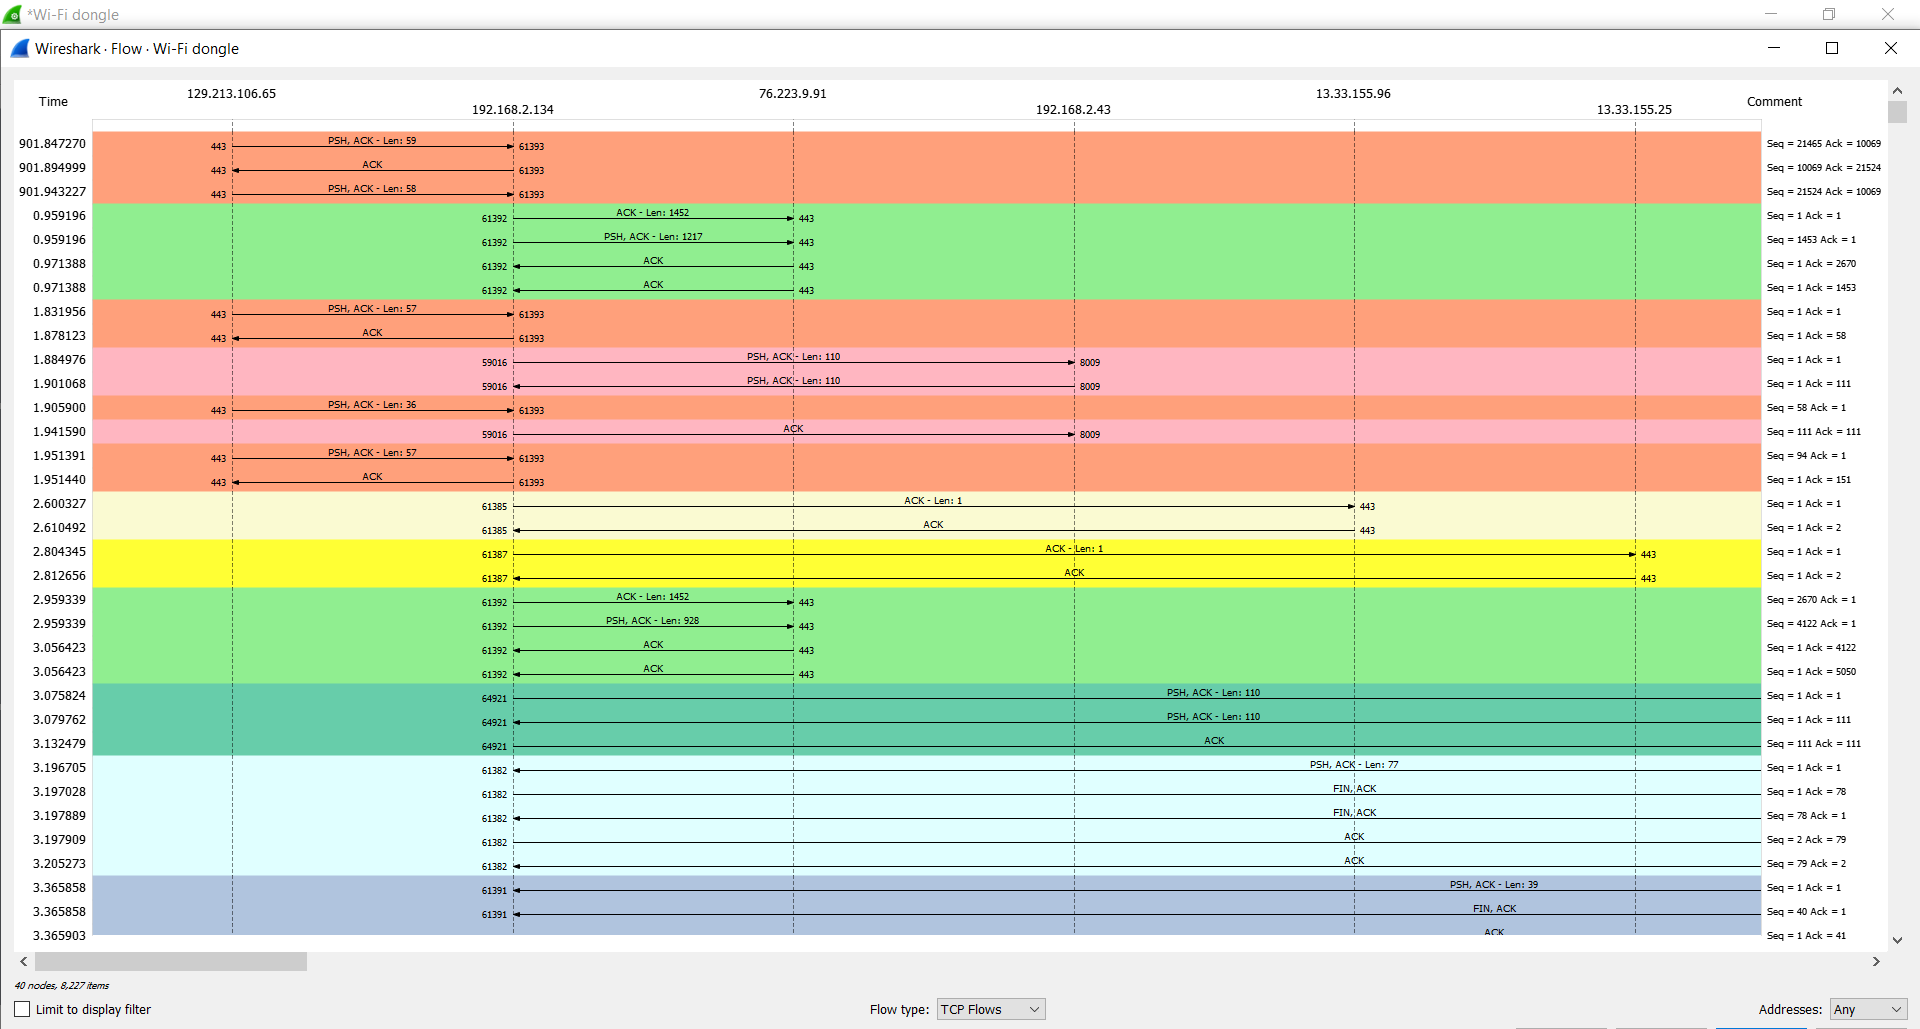 *Wi-Fi dongle
Wireshark · Flow · Wi-Fi dongle
Time 129.213.106.65 192.168.2.134 76.223.9.91 192.168.2.43 13.33.155.96 13.33.155.25 Comment
901.847270 443 PSH, ACK - Len: 59 61393 Seq = 21465 Ack = 10069
901.894999 443 ACK 61393 Seq = 10069 Ack = 21524
901.943227 443 PSH, ACK - Len: 58 61393 Seq = 21524 Ack = 10069
0.959196 61392 ACK - Len: 1452 443 Seq = 1 Ack = 1
0.959196 61392 PSH, ACK - Len: 1217 443 Seq = 1453 Ack = 1
0.971388 61392 ACK 443 Seq = 1 Ack = 2670
0.971388 61392 ACK 443 Seq = 1 Ack = 1453
1.831956 443 PSH, ACK - Len: 57 61393 Seq = 1 Ack = 1
1.878123 443 ACK 61393 Seq = 1 Ack = 58
1.884976 59016 PSH, ACK - Len: 110 8009 Seq = 1 Ack = 1
1.901068 59016 PSH, ACK - Len: 110 8009 Seq = 1 Ack = 111
1.905900 443 PSH, ACK - Len: 36 61393 Seq = 58 Ack = 1
1.941590 59016 ACK 8009 Seq = 111 Ack = 111
1.951391 443 PSH, ACK - Len: 57 61393 Seq = 94 Ack = 1
1.951440 443 ACK 61393 Seq = 1 Ack = 151
2.600327 61385 ACK - Len: 1 443 Seq = 1 Ack = 1
2.610492 61385 ACK 443 Seq = 1 Ack = 2
2.804345 61387 ACK - Len: 1 443 Seq = 1 Ack = 1
2.812656 61387 ACK 443 Seq = 1 Ack = 2
2.959339 61392 ACK - Len: 1452 443 Seq = 2670 Ack = 1
2.959339 61392 PSH, ACK - Len: 928 443 Seq = 4122 Ack = 1
3.056423 61392 ACK 443 Seq = 1 Ack = 4122
3.056423 61392 ACK 443 Seq = 1 Ack = 5050
3.075824 64921 PSH, ACK - Len: 110 Seq = 1 Ack = 1
3.079762 64921 PSH, ACK - Len: 110 Seq = 1 Ack = 111
3.132479 64921 ACK Seq = 111 Ack = 111
3.196705 61382 PSH, ACK - Len: 77 Seq = 1 Ack = 1
3.197028 61382 FIN, ACK Seq = 1 Ack = 78
3.197889 61382 FIN, ACK Seq = 78 Ack = 1
3.197909 61382 ACK Seq = 2 Ack = 79
3.205273 61382 ACK Seq = 79 Ack = 2
3.365858 61391 PSH, ACK - Len: 39 Seq = 1 Ack = 1
3.365858 61391 FIN, ACK Seq = 40 Ack = 1
3.365903 ACK Seq = 1 Ack = 41
40 nodes, 8,227 items
Limit to display filter Flow type: TCP Flows Addresses: Any